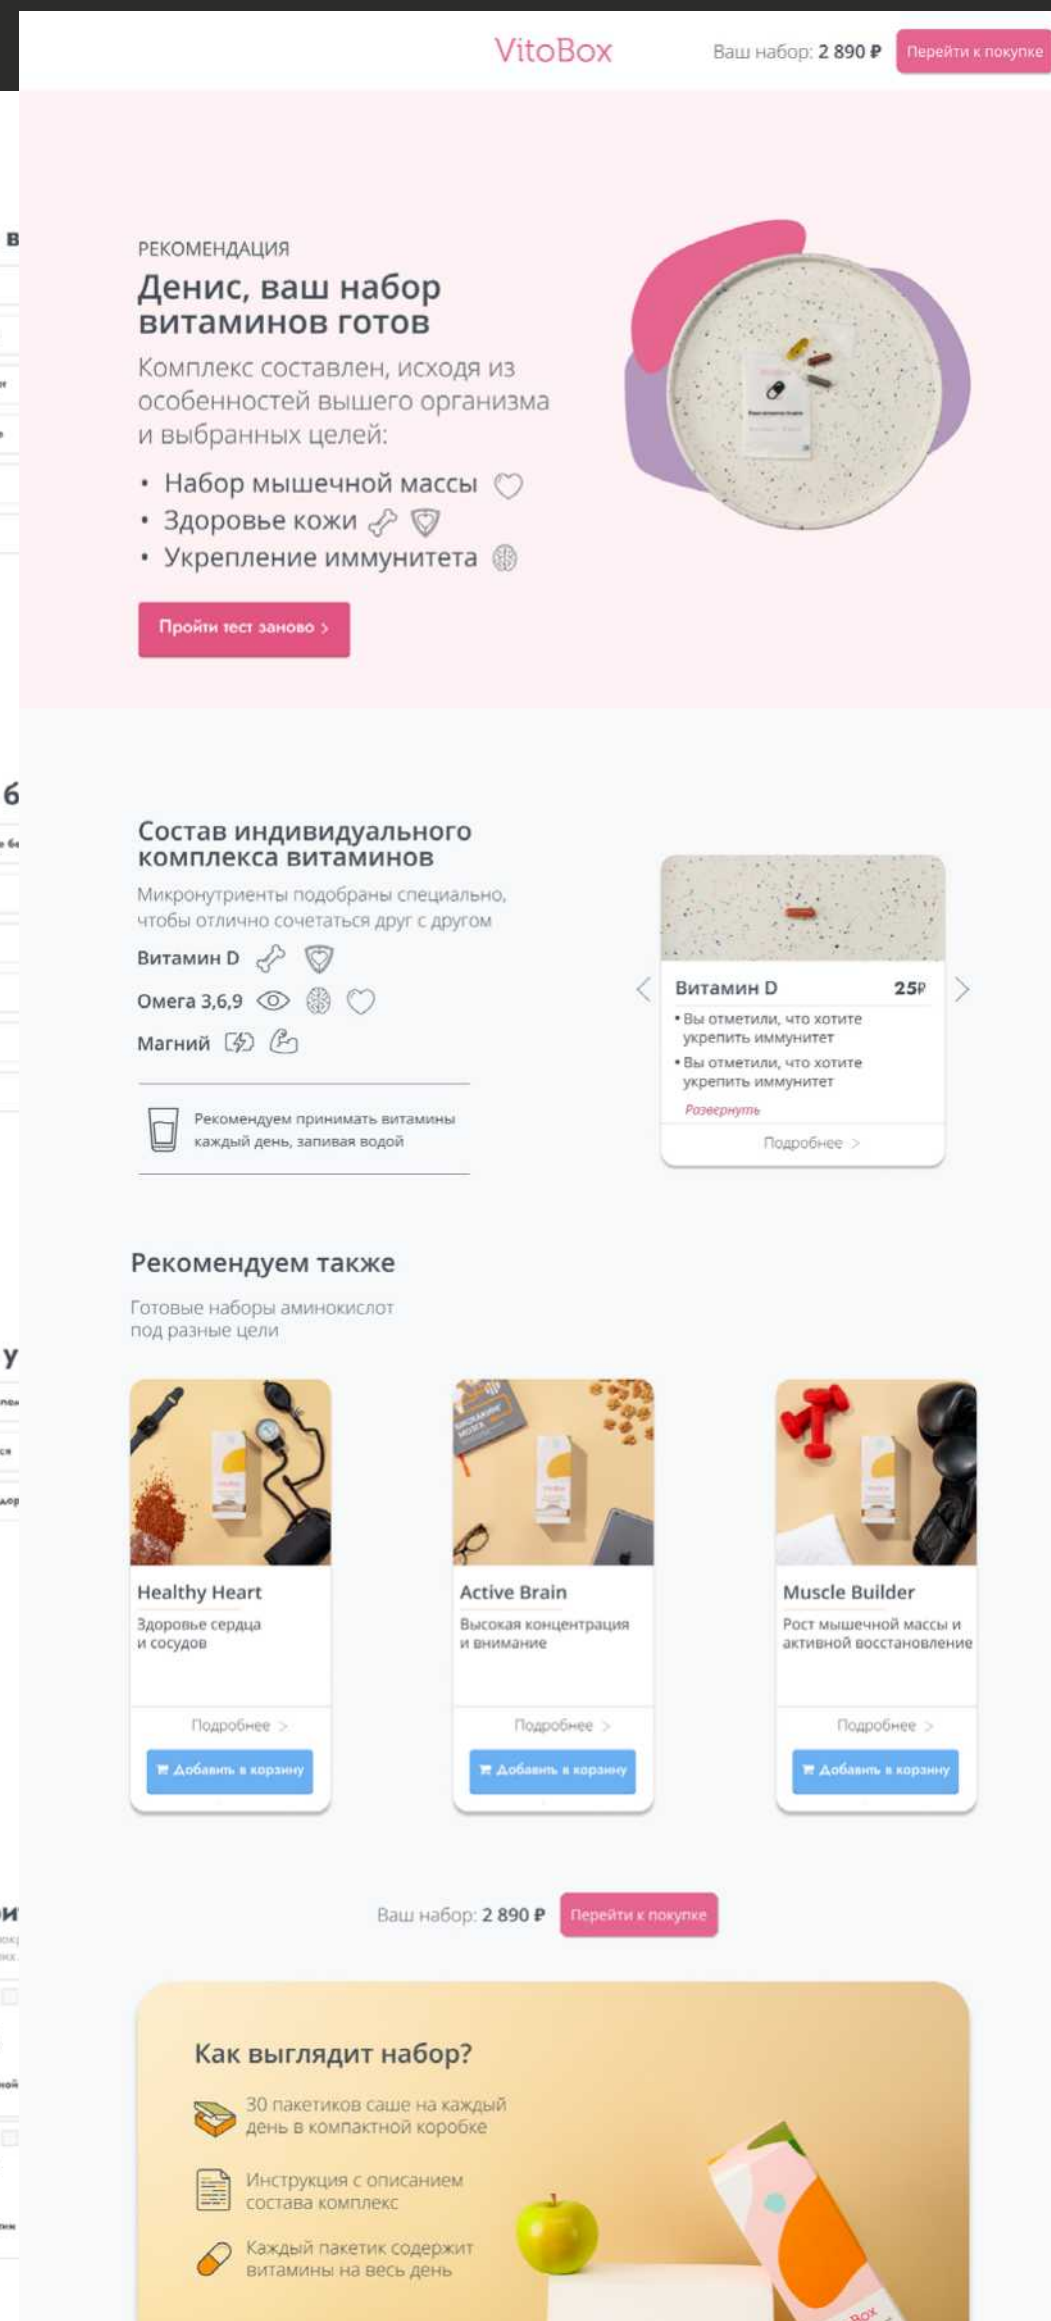 VitoBox
Ваш набор: 2 890 ₽
Перейти к покупке
РЕКОМЕНДАЦИЯ
Денис, ваш набор
витаминов готов
Комплекс составлен, исходя из
особенностей вышего организма
и выбранных целей:
• Набор мышечной массы
• Здоровье кожи
• Укрепление иммунитета
Пройти тест заново >
Состав индивидуального
комплекса витаминов
Микронутриенты подобраны специально,
чтобы отлично сочетаться друг с другом
Витамин D
Омега 3,6,9
Магний
Рекомендуем принимать витамины
каждый день, запивая водой
Витамин D 25₽
• Вы отметили, что хотите
укрепить иммунитет
• Вы отметили, что хотите
укрепить иммунитет
Развернуть
Подробнее >
Рекомендуем также
Готовые наборы аминокислот
под разные цели
Healthy Heart
Здоровье сердца
и сосудов
Подробнее >
Добавить в корзину
Active Brain
Высокая концентрация
и внимание
Подробнее >
Добавить в корзину
Muscle Builder
Рост мышечной массы и
активной восстановление
Подробнее >
Добавить в корзину
Ваш набор: 2 890 ₽
Перейти к покупке
Как выглядит набор?
30 пакетиков саше на каждый
день в компактной коробке
Инструкция с описанием
состава комплекс
Каждый пакетик содержит
витамины на весь день